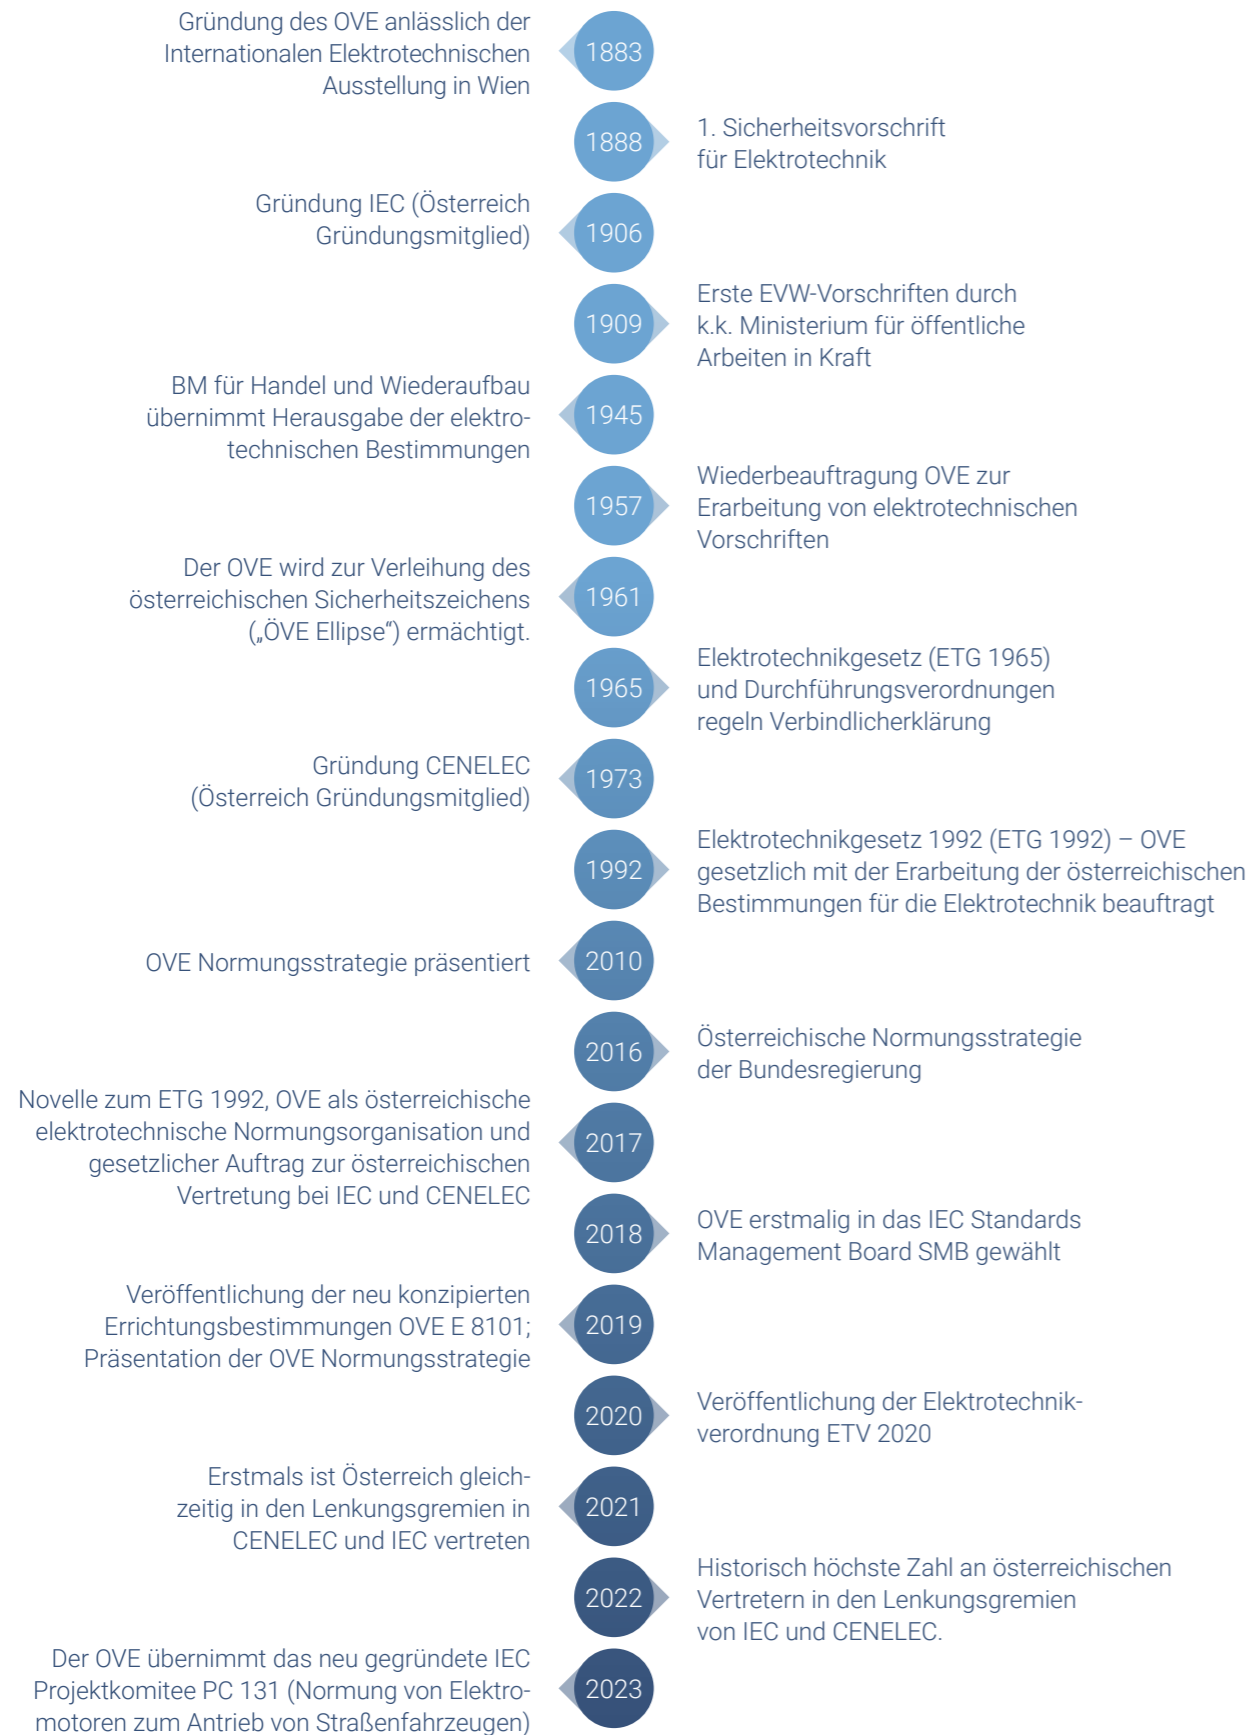 Gründung des OVE anlässlich der
Internationalen Elektrotechnischen
Ausstellung in Wien
1883
1888
1. Sicherheitsvorschrift
für Elektrotechnik
Gründung IEC (Österreich
Gründungsmitglied)
1906
1909
Erste EVW-Vorschriften durch
k.k. Ministerium für öffentliche
Arbeiten in Kraft
BM für Handel und Wiederaufbau
übernimmt Herausgabe der elektro-
technischen Bestimmungen
1945
1957
Wiederbeauftragung OVE zur
Erarbeitung von elektrotechnischen
Vorschriften
Der OVE wird zur Verleihung des
österreichischen Sicherheitszeichens
(„ÖVE Ellipse“) ermächtigt.
1961
1965
Elektrotechnikgesetz (ETG 1965)
und Durchführungsverordnungen
regeln Verbindlicherklärung
Gründung CENELEC
(Österreich Gründungsmitglied)
1973
1992
Elektrotechnikgesetz 1992 (ETG 1992) – OVE
gesetzlich mit der Erarbeitung der österreichischen
Bestimmungen für die Elektrotechnik beauftragt
OVE Normungsstrategie präsentiert
2010
2016
Österreichische Normungsstrategie
der Bundesregierung
Novelle zum ETG 1992, OVE als österreichische
elektrotechnische Normungsorganisation und
gesetzlicher Auftrag zur österreichischen
Vertretung bei IEC und CENELEC
2017
2018
OVE erstmalig in das IEC Standards
Management Board SMB gewählt
Veröffentlichung der neu konzipierten
Errichtungsbestimmungen OVE E 8101;
Präsentation der OVE Normungsstrategie
2019
2020
Veröffentlichung der Elektrotechnik-
verordnung ETV 2020
Erstmals ist Österreich gleich-
zeitig in den Lenkungsgremien in
CENELEC und IEC vertreten
2021
2022
Historisch höchste Zahl an österreichischen
Vertretern in den Lenkungsgremien
von IEC und CENELEC.
Der OVE übernimmt das neu gegründete IEC
Projektkomitee PC 131 (Normung von Elektro-
motoren zum Antrieb von Straßenfahrzeugen)
2023